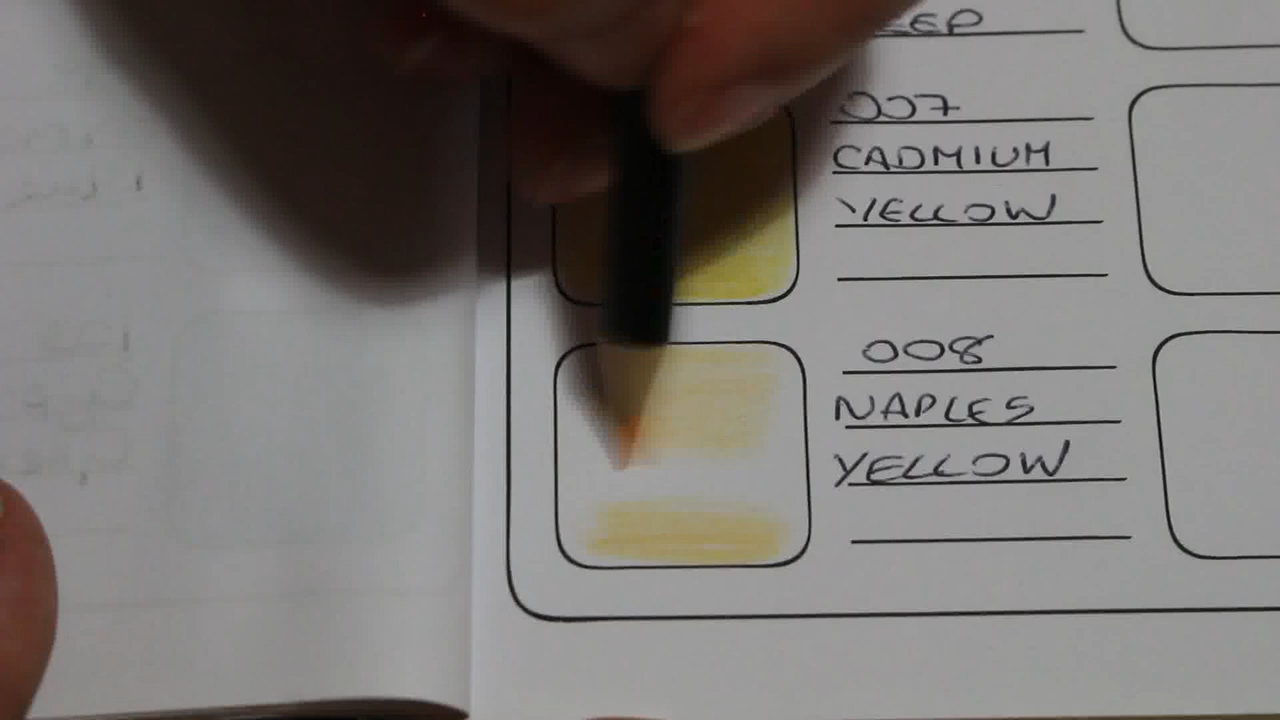 007
CADMIUM
YELLOW
008
NAPLES
YELLOW